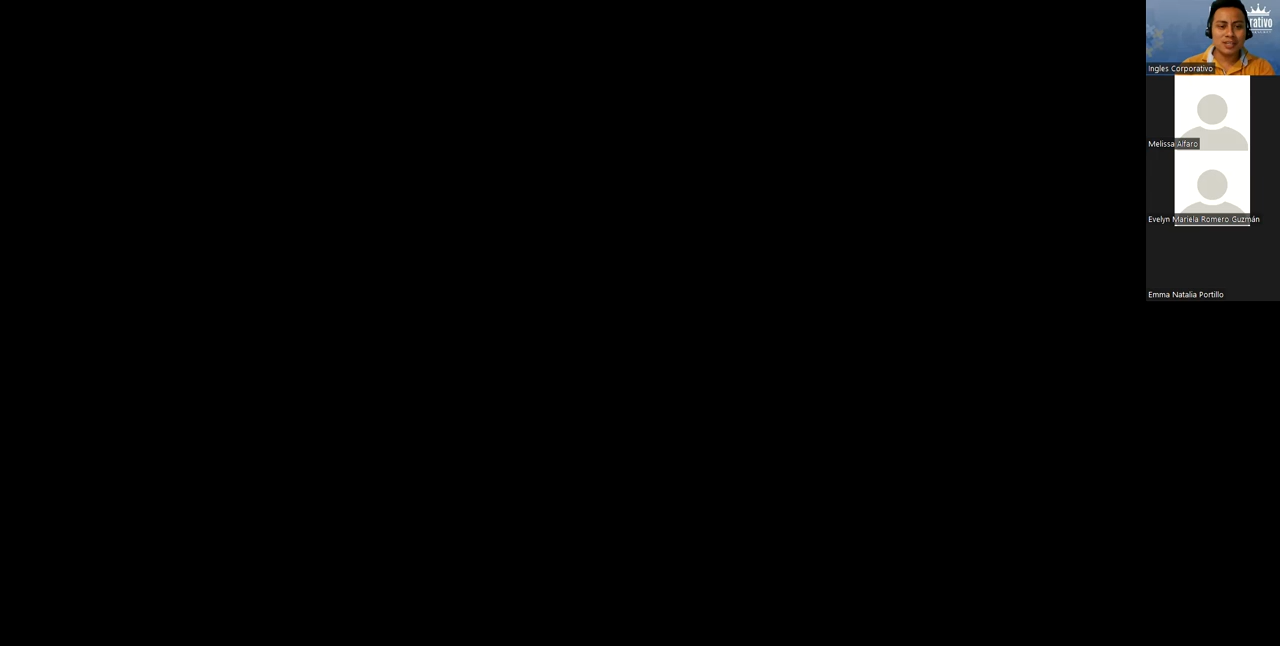 rativo
Ingles Corporativo
Melissa Alfaro
Evelyn Mariela Romero Guzmán
Emma Natalia Portillo